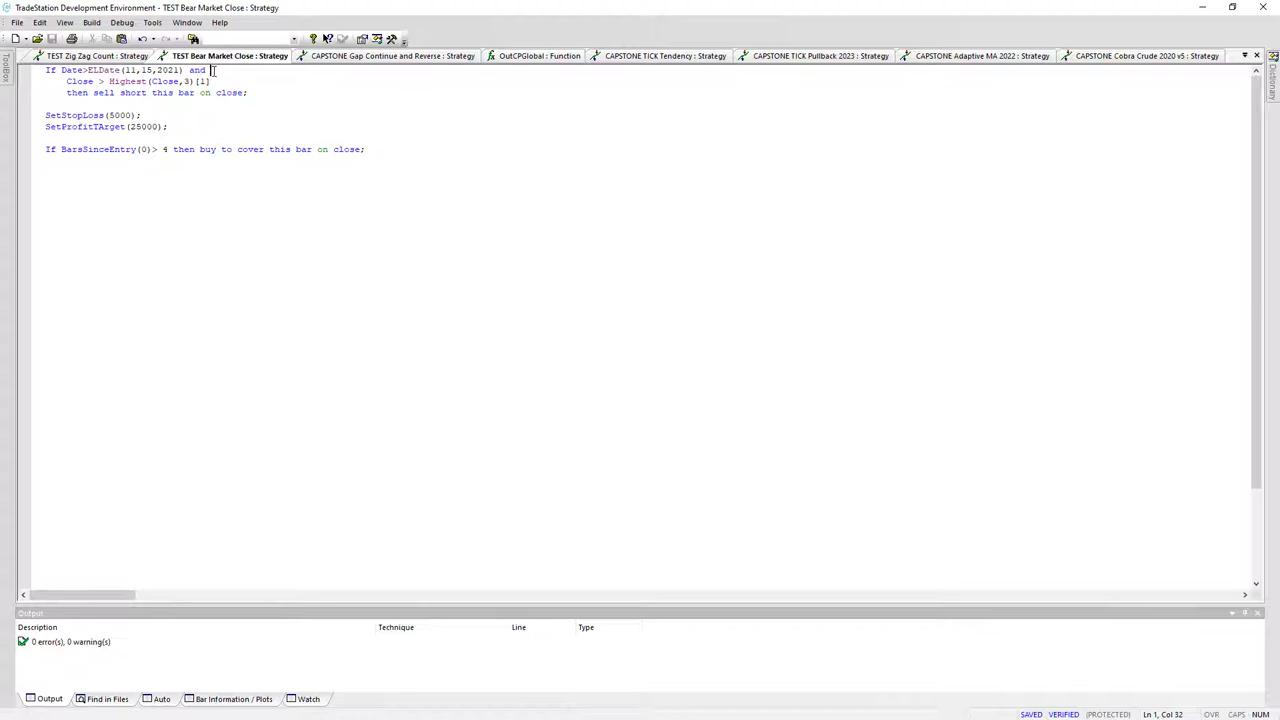 TradeStation Development Environment - TEST Bear Market Close : Strategy
File Edit View Build Debug Tools Window Help
ToolBox
TEST Zig Zag Count : Strategy TEST Bear Market Close : Strategy CAPSTONE Gap Continue and Reverse : Strategy OutCPGlobal : Function CAPSTONE TICK Tendency : Strategy CAPSTONE TICK Pullback 2023 : Strategy CAPSTONE Adaptive MA 2022 : Strategy CAPSTONE Cobra Crude 2020 v5 : Strategy
Dictionary
If Date>ELDate(11,15,2021) and
Close > Highest(Close,3)[1]
then sell short this bar on close;
SetStopLoss(5000);
SetProfitTArget(25000);
If BarsSinceEntry(0)> 4 then buy to cover this bar on close;
Output
Description Technique Line Type
0 error(s), 0 warning(s)
Output Find in Files Auto Bar Information / Plots Watch
SAVED VERIFIED (PROTECTED) Ln 1, Col 32 OVR CAPS NUM